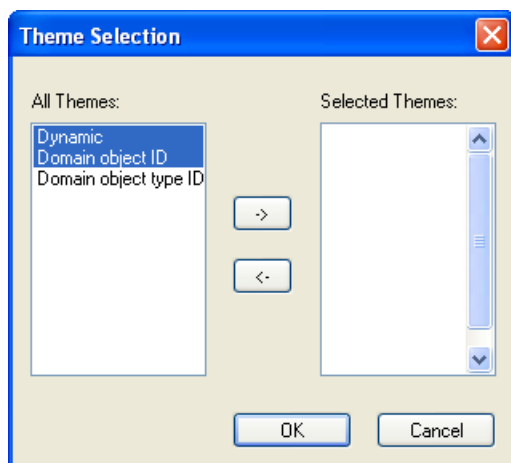 Theme Selection
All Themes:
Selected Themes:
Dynamic
Domain object ID
Domain object type ID
->
<-
OK
Cancel